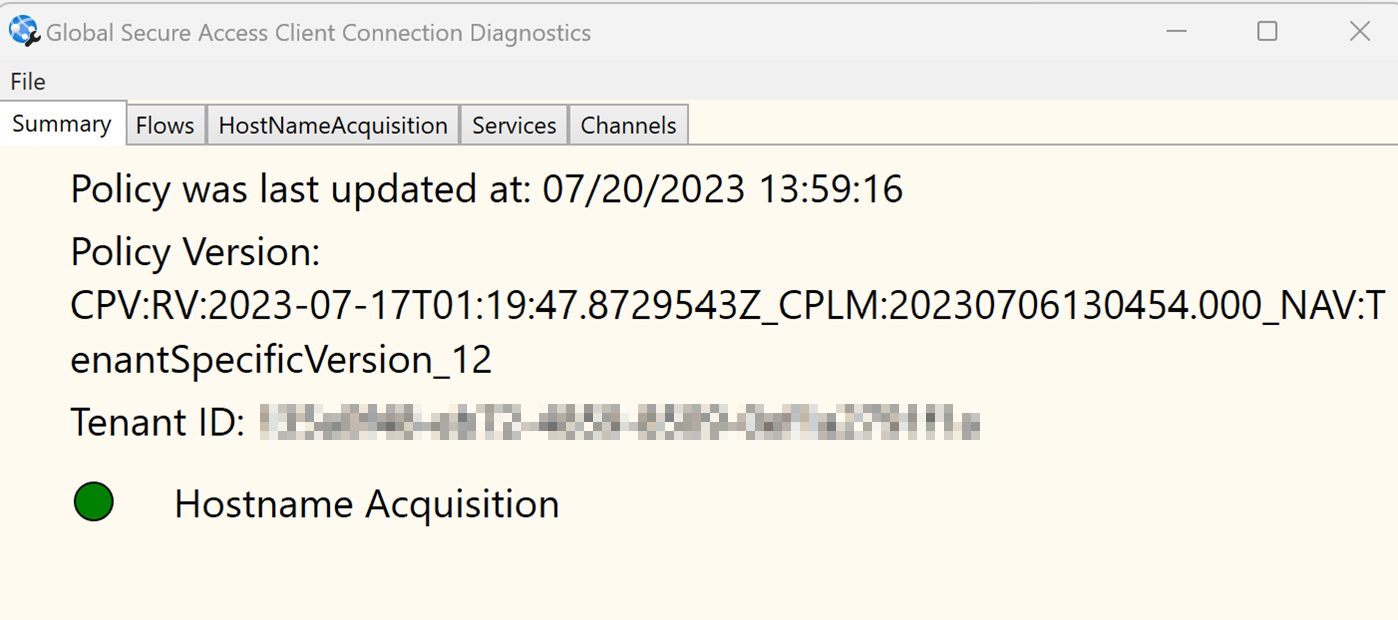 Global Secure Access Client Connection Diagnostics
File
Summary Flows HostNameAcquisition Services Channels
Policy was last updated at: 07/20/2023 13:59:16
Policy Version:
CPV:RV:2023-07-17T01:19:47.8729543Z_CPLM:20230706130454.000_NAV:T
enantSpecificVersion_12
Tenant ID:
Hostname Acquisition